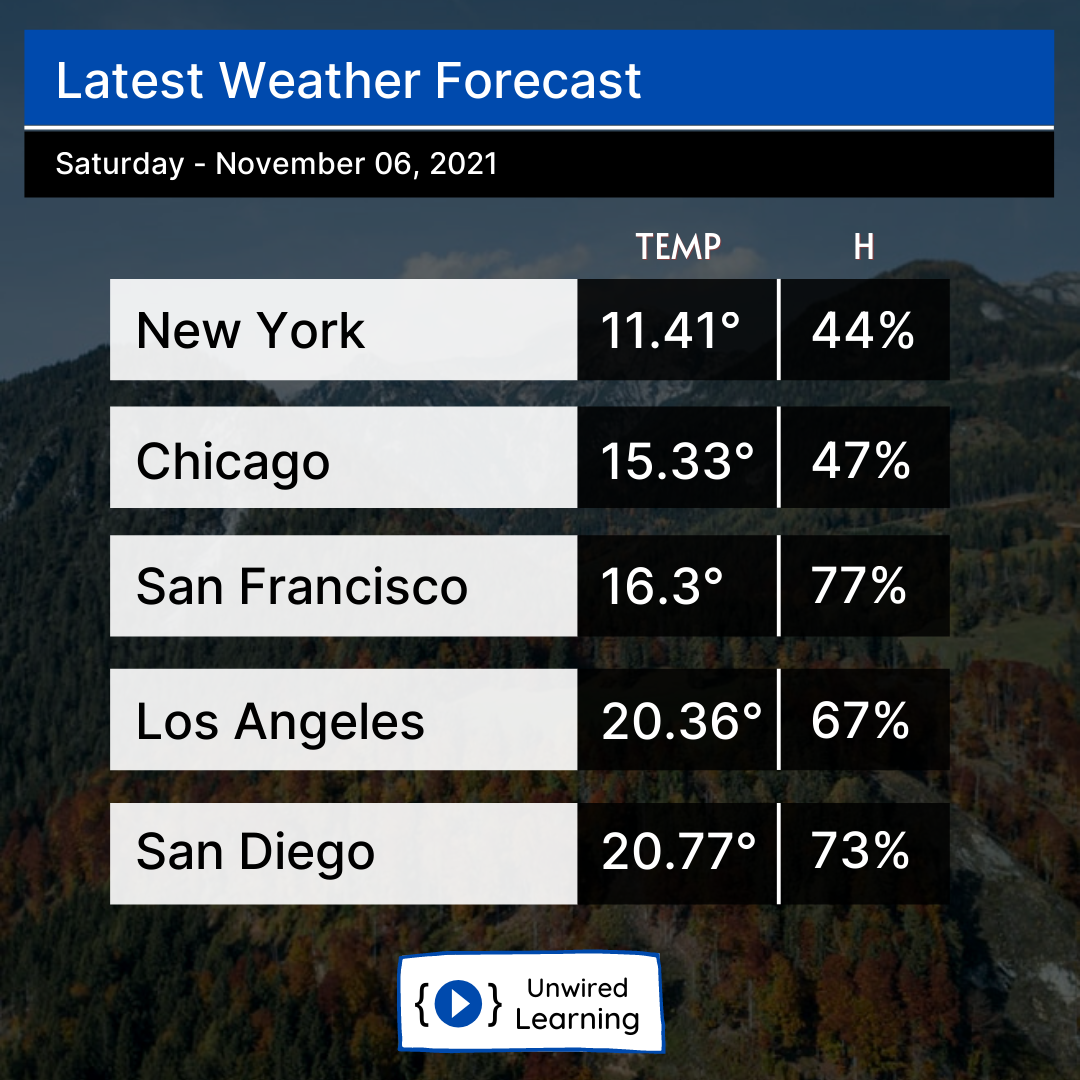 Latest Weather Forecast
Saturday - November 06, 2021
TEMP H
New York 11.41° 44%
Chicago 15.33° 47%
San Francisco 16.3° 77%
Los Angeles 20.36° 67%
San Diego 20.77° 73%
{ } Unwired
Learning